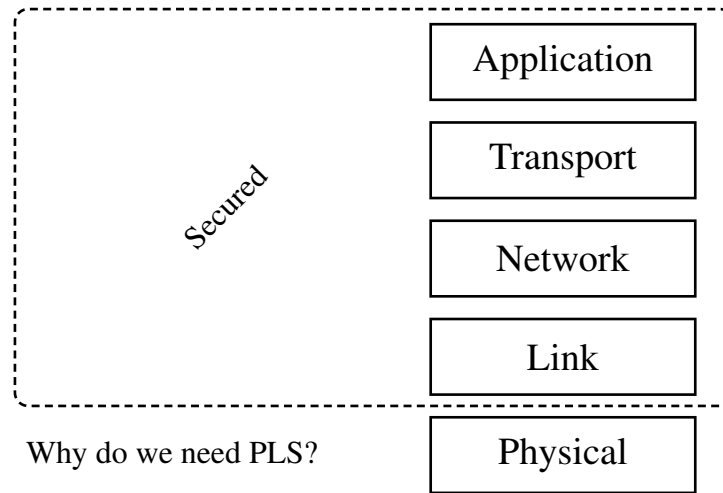 Application
Transport
Secured
Network
Link
Why do we need PLS?
Physical